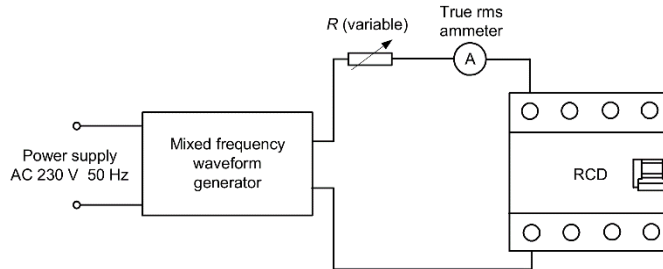 R (variable)
True rms
ammeter
A
Power supply
AC 230 V 50 Hz
Mixed frequency
waveform
generator
RCD